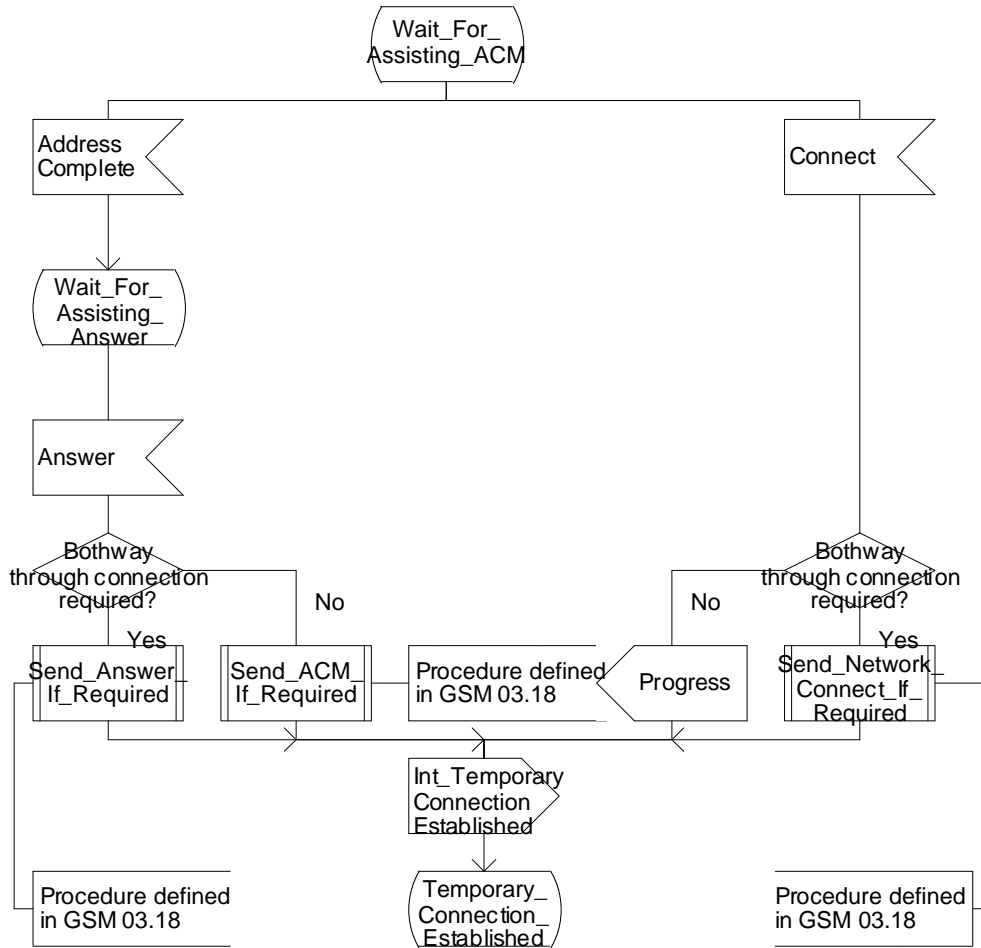 Wait_For_
Assisting_ACM
Address
Complete
Connect
Wait_For_
Assisting_
Answer
Answer
Bothway
through connection
required?
No
Yes
Bothway
through connection
required?
No
Yes
Send_Answer_
If_Required
Send_ACM_
If_Required
Procedure defined
in GSM 03.18
Progress
Send_Network_
Connect_If_
Required
Int_Temporary
Connection
Established
Procedure defined
in GSM 03.18
Temporary_
Connection_
Established
Procedure defined
in GSM 03.18